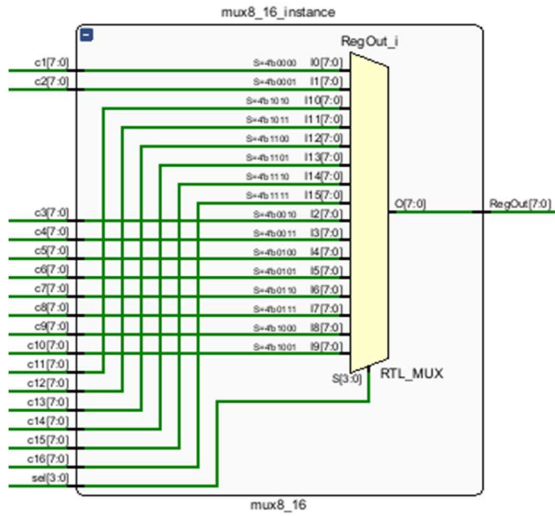 mux8_16_instance
RegOut_i
c1[7:0] S=4'b0000 I0[7:0]
c2[7:0] S=4'b0001 I1[7:0]
S=4'b1010 I10[7:0]
S=4'b1011 I11[7:0]
S=4'b1100 I12[7:0]
S=4'b1101 I13[7:0]
S=4'b1110 I14[7:0]
S=4'b1111 I15[7:0]
O[7:0] RegOut[7:0]
c3[7:0] S=4'b0010 I2[7:0]
c4[7:0] S=4'b0011 I3[7:0]
c5[7:0] S=4'b0100 I4[7:0]
c6[7:0] S=4'b0101 I5[7:0]
c7[7:0] S=4'b0110 I6[7:0]
c8[7:0] S=4'b0111 I7[7:0]
c9[7:0] S=4'b1000 I8[7:0]
c10[7:0] S=4'b1001 I9[7:0]
c11[7:0]
S[3:0] RTL_MUX
c12[7:0]
c13[7:0]
c14[7:0]
c15[7:0]
c16[7:0]
sel[3:0]
mux8_16